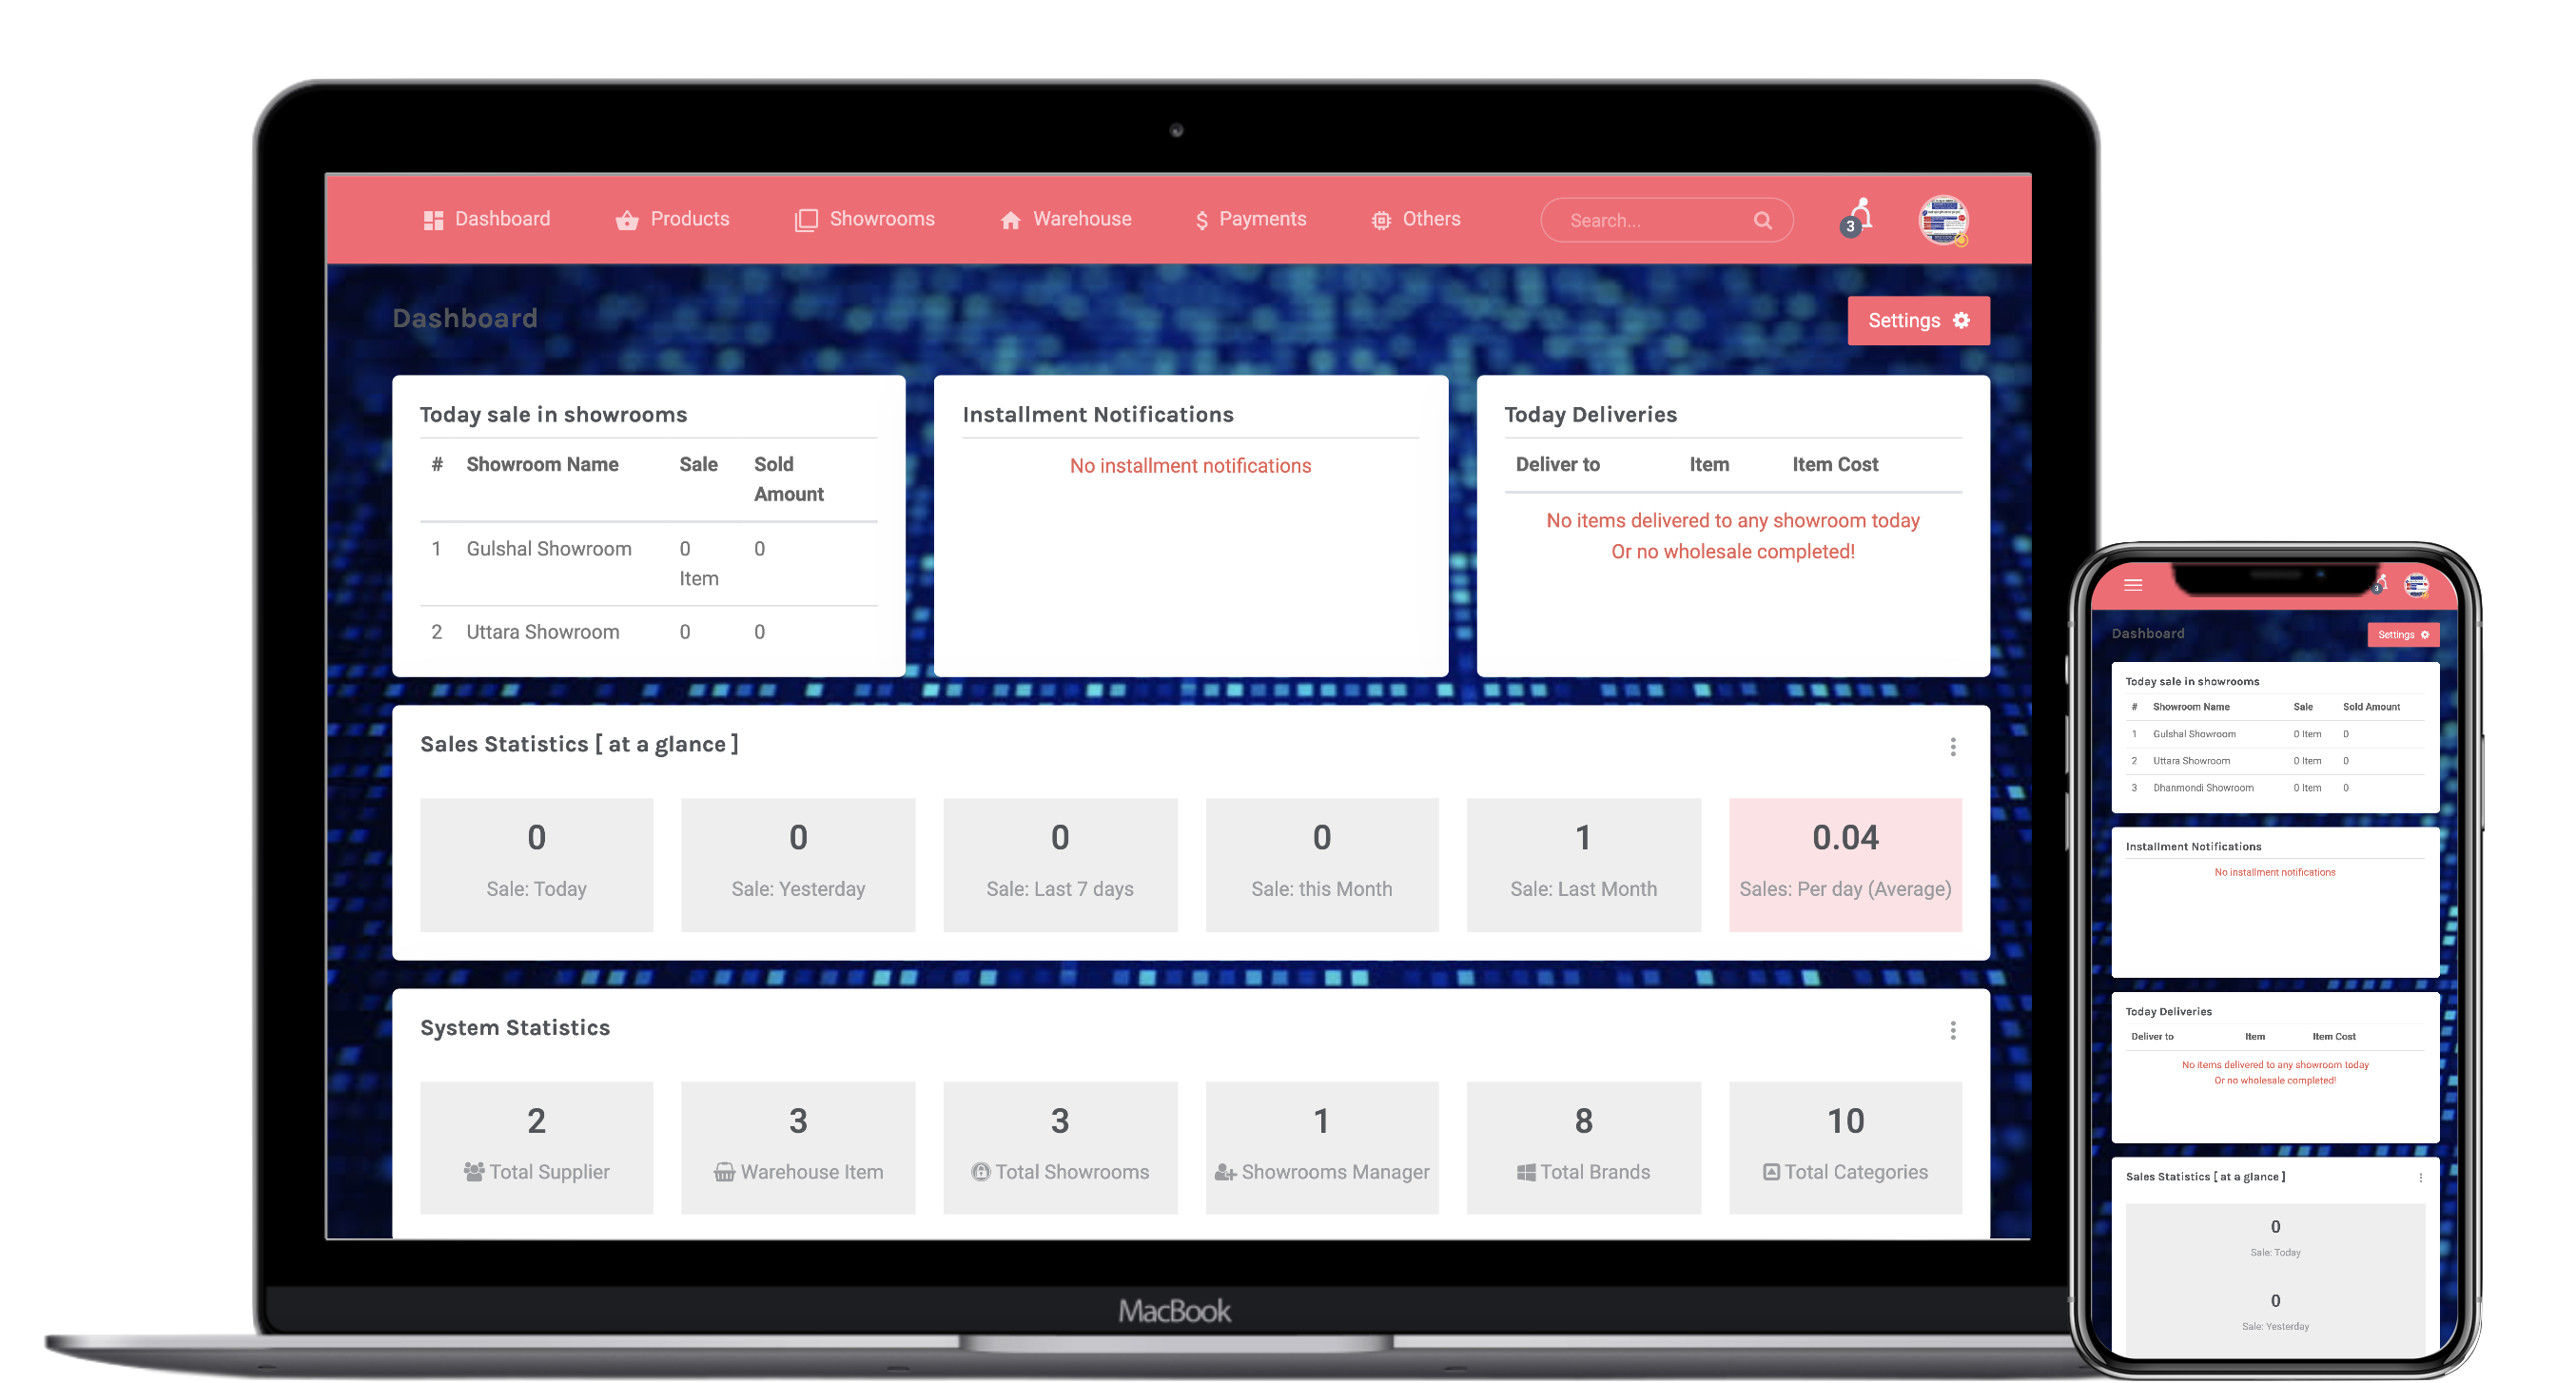 Dashboard Products Showrooms Warehouse Payments Others Search... 3
Dashboard
Settings
Today sale in showrooms
# Showroom Name Sale Sold Amount
1 Gulshal Showroom 0 Item 0
2 Uttara Showroom 0 0
Installment Notifications
No installment notifications
Today Deliveries
Deliver to Item Item Cost
No items delivered to any showroom today
Or no wholesale completed!
Sales Statistics [ at a glance ]
0 0 0 0 1 0.04
Sale: Today Sale: Yesterday Sale: Last 7 days Sale: this Month Sale: Last Month Sales: Per day (Average)
System Statistics
2 3 3 1 8 10
Total Supplier Warehouse Item Total Showrooms Showrooms Manager Total Brands Total Categories
MacBook
3
Dashboard
Settings
Today sale in showrooms
# Showroom Name Sale Sold Amount
1 Gulshal Showroom 0 Item 0
2 Uttara Showroom 0 Item 0
3 Dhanmondi Showroom 0 Item 0
Installment Notifications
No installment notifications
Today Deliveries
Deliver to Item Item Cost
No items delivered to any showroom today
Or no wholesale completed!
Sales Statistics [ at a glance ]
0
Sale: Today
0
Sale: Yesterday